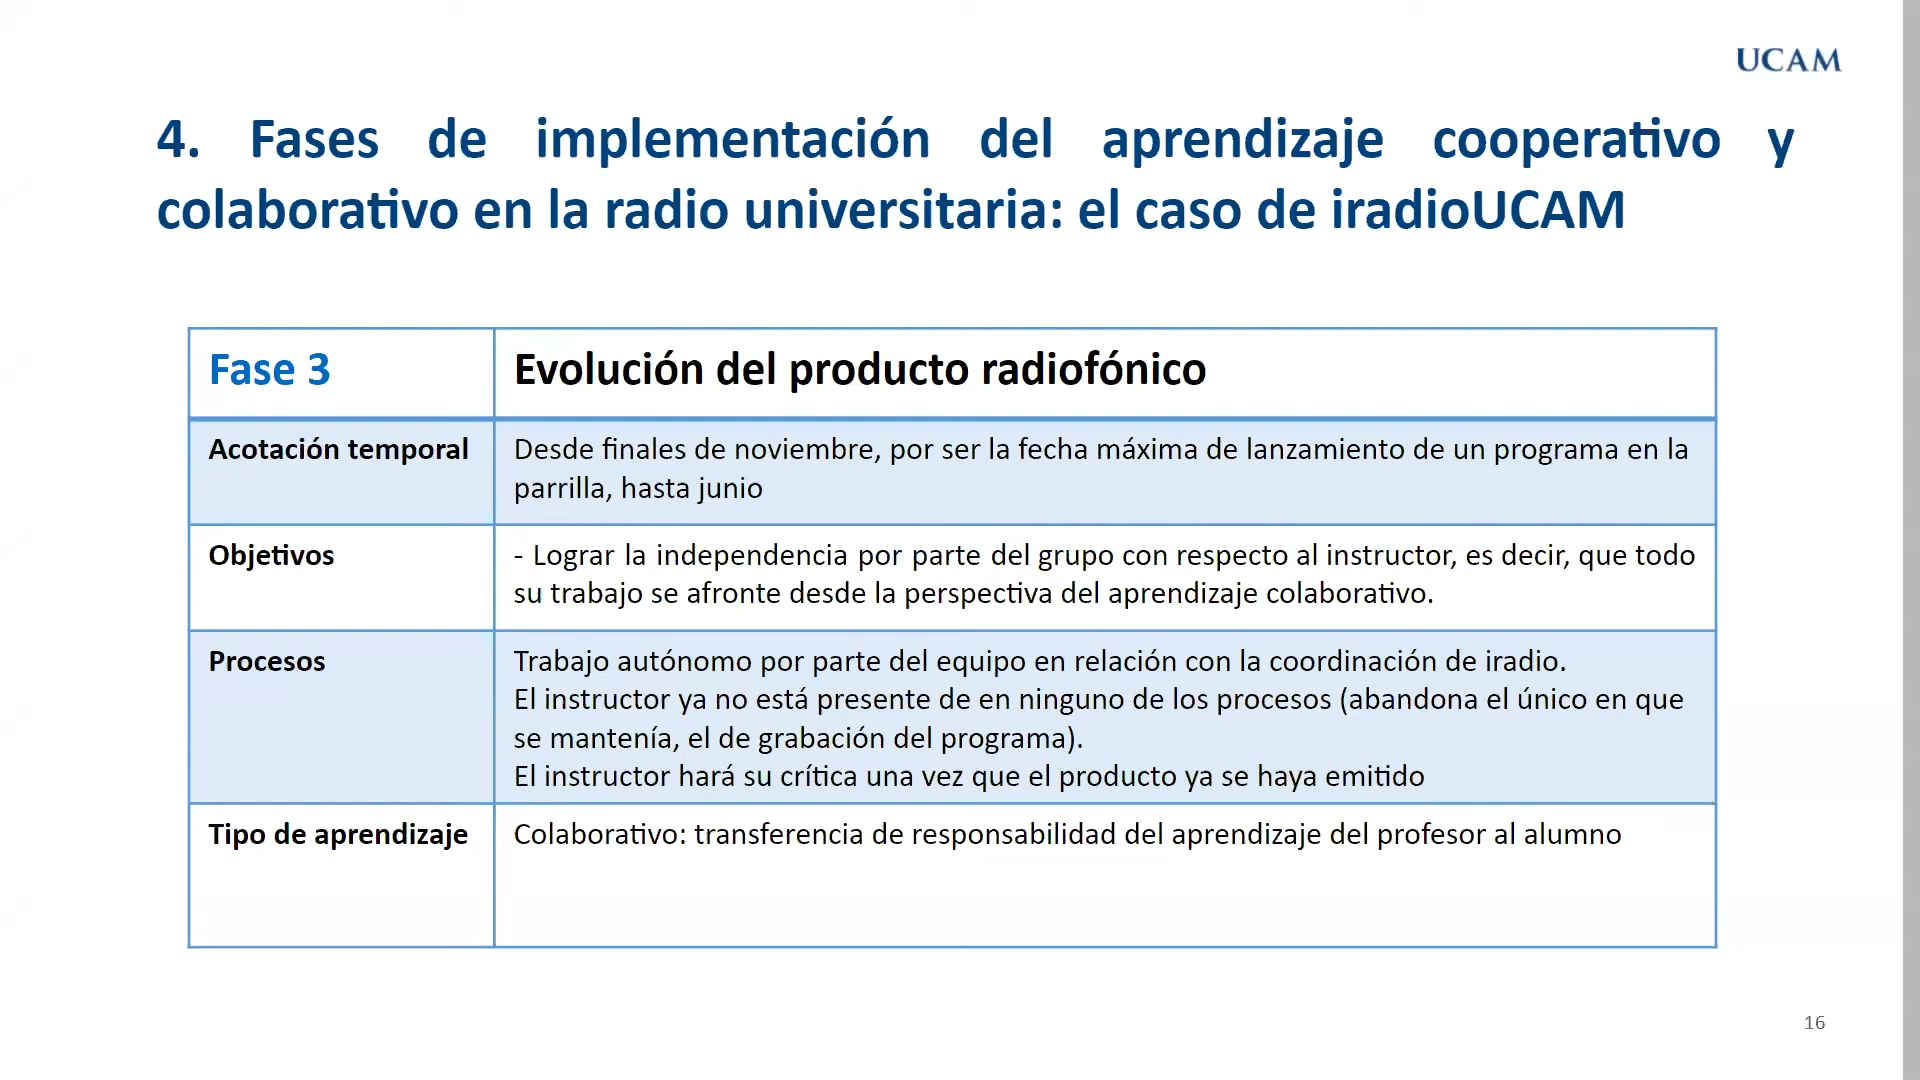 UCAM
4. Fases de implementación del aprendizaje cooperativo y
colaborativo en la radio universitaria: el caso de iradioUCAM
Fase 3
Evolución del producto radiofónico
Acotación temporal
Desde finales de noviembre, por ser la fecha máxima de lanzamiento de un programa en la
parrilla, hasta junio
Objetivos
- Lograr la independencia por parte del grupo con respecto al instructor, es decir, que todo
su trabajo se afronte desde la perspectiva del aprendizaje colaborativo.
Procesos
Trabajo autónomo por parte del equipo en relación con la coordinación de iradio.
El instructor ya no está presente de en ninguno de los procesos (abandona el único en que
se mantenía, el de grabación del programa).
El instructor hará su crítica una vez que el producto ya se haya emitido
Tipo de aprendizaje
Colaborativo: transferencia de responsabilidad del aprendizaje del profesor al alumno
16